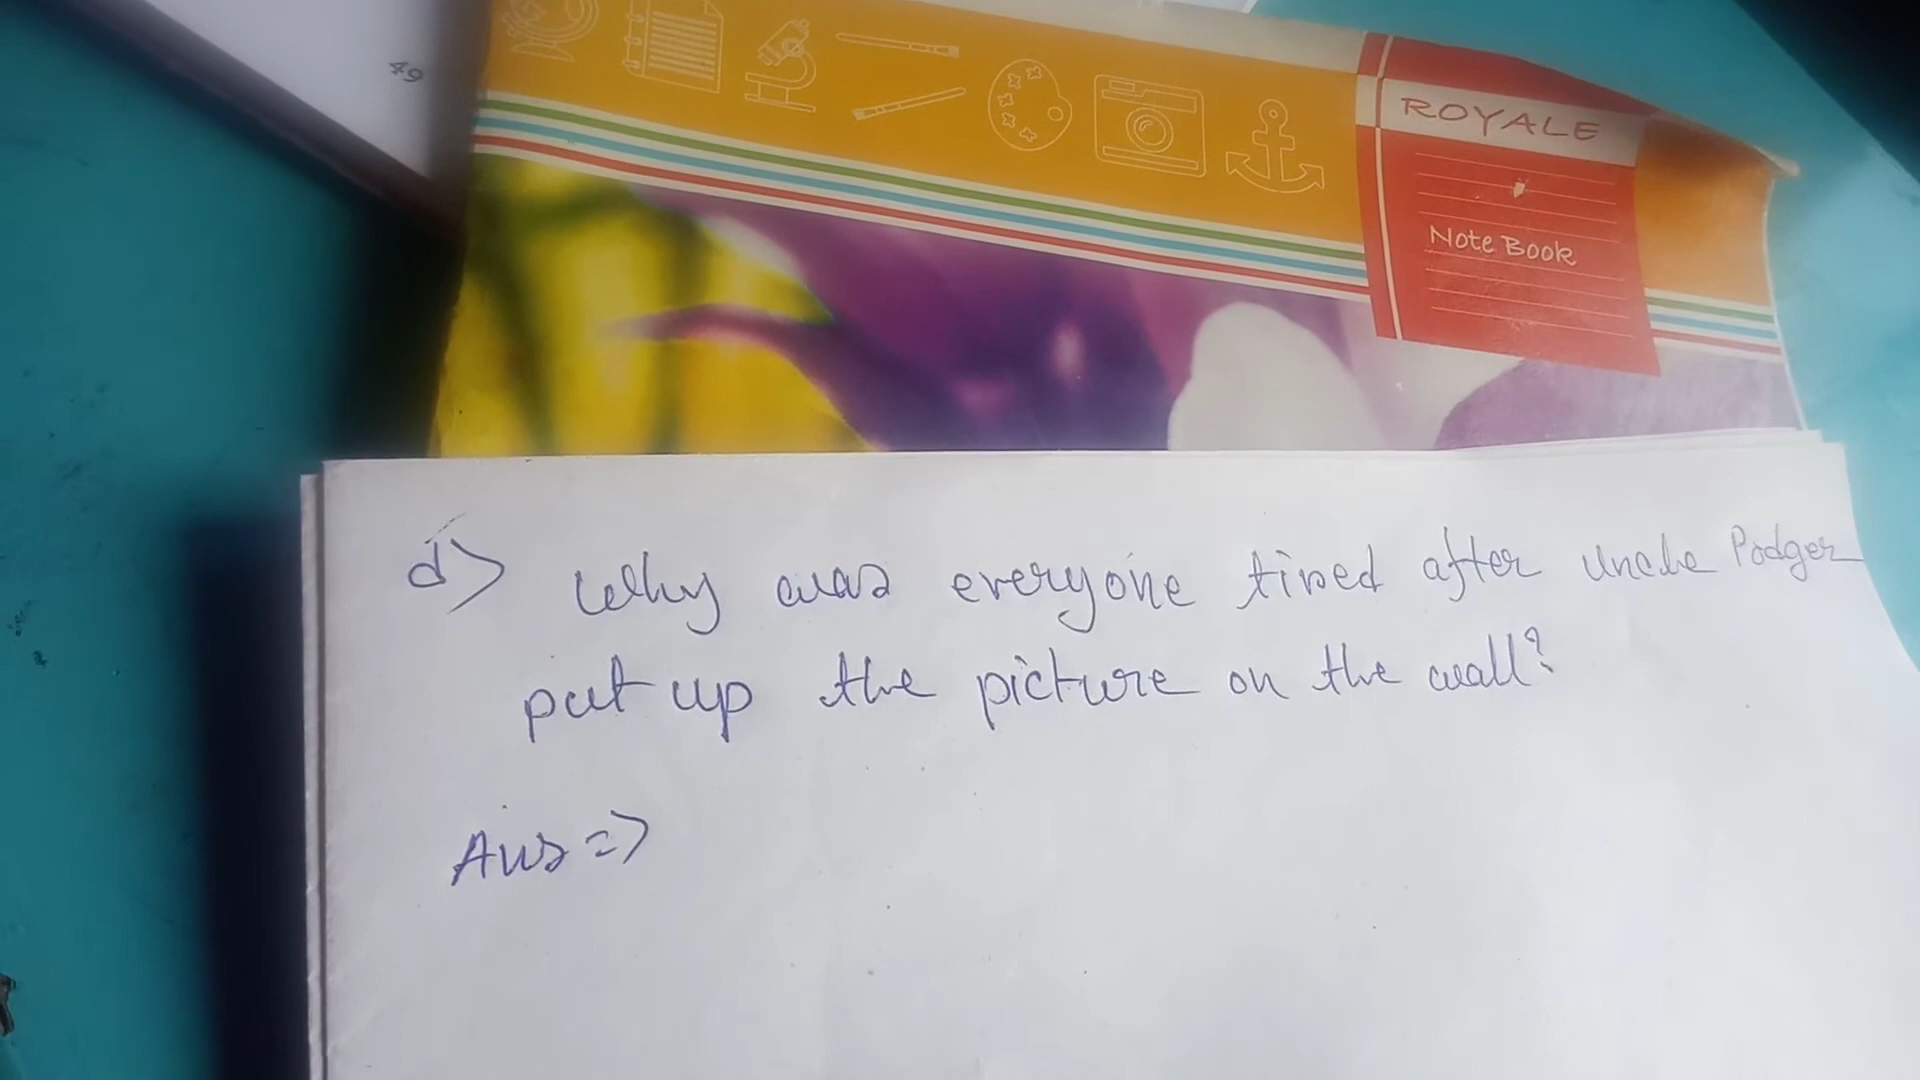 49
ROYALE
Note Book
d> Why was everyone tired after uncle Podger
put up the picture on the wall?
Ans =>